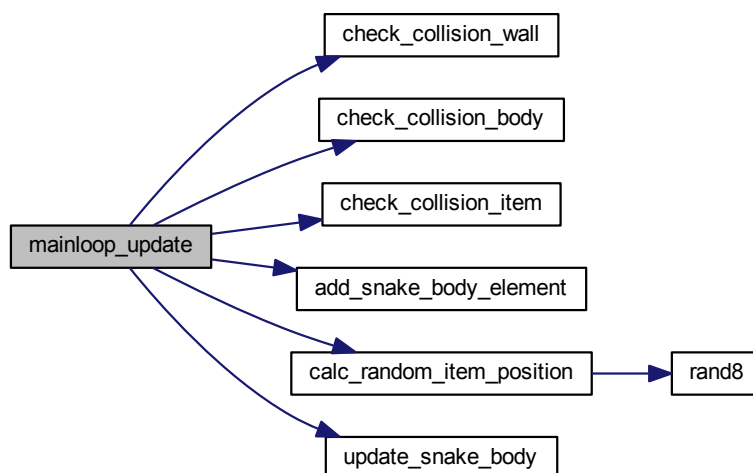 check_collision_wall
check_collision_body
check_collision_item
mainloop_update
add_snake_body_element
calc_random_item_position
rand8
update_snake_body